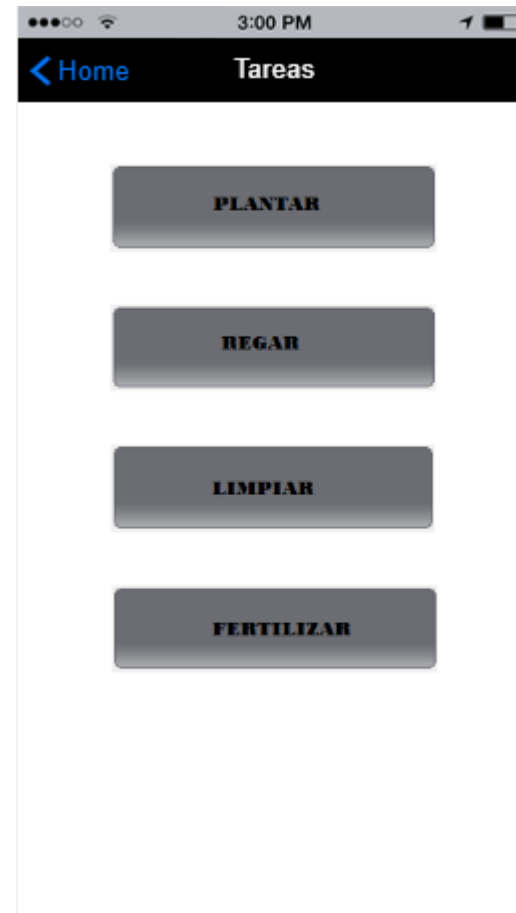 3:00 PM
Home
Tareas
PLANTAR
REGAR
LIMPIAR
FERTILIZAR